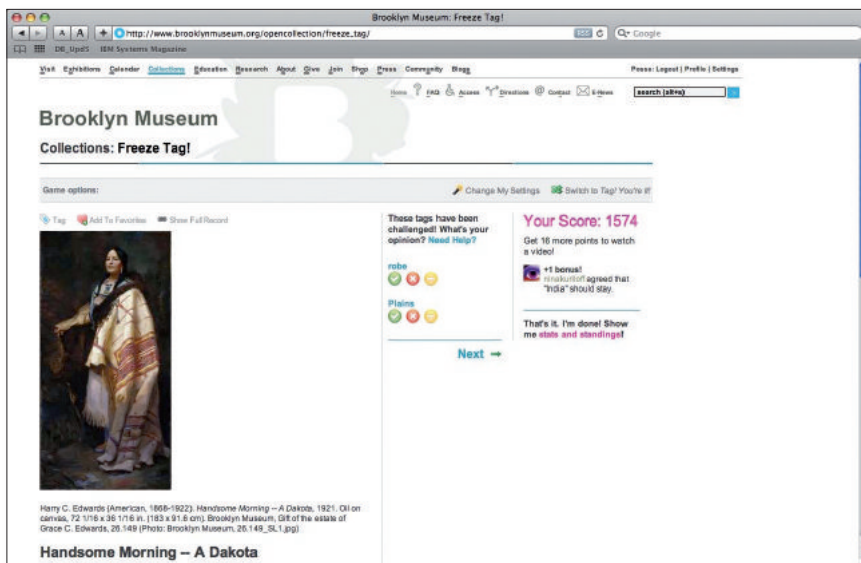 Brooklyn Museum: Freeze Tag!
A A + http://www.brooklynmuseum.org/opencollection/freeze_tag/ RSS Google
DB_UpdS IBM Systems Magazine
Visit Exhibitions Calendar Collections Education Research About Give Join Shop Press Community Blogs Posse: Logout | Profile | Settings
Home ? FAQ Access Directions @ Contact E-News search (alt+s)
Brooklyn Museum
Collections: Freeze Tag!
Game options: Change My Settings Switch to Tag! You're it!
Tag Add To Favorites Show Full Record
These tags have been
challenged! What's your
opinion? Need Help?
robe
Plains
Next
Your Score: 1574
Get 16 more points to watch
a video!
+1 bonus!
agreed that
"India" should stay.
That's it. I'm done! Show
me stats and standings!
Harry C. Edwards (American, 1868-1922). Handsome Morning -- A Dakota, 1921. Oil on
canvas, 72 1/16 x 36 1/16 in. (183 x 91.6 cm). Brooklyn Museum, Gift of the estate of
Grace C. Edwards, 26.149 (Photo: Brooklyn Museum, 26.149_SL1.jpg)
Handsome Morning -- A Dakota